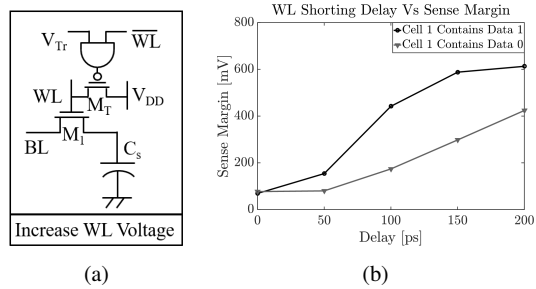 V_Tr
WL
WL
M_T
V_DD
M_1
BL
C_s
Increase WL Voltage
(a)
WL Shorting Delay Vs Sense Margin
Cell 1 Contains Data 1
Cell 1 Contains Data 0
Sense Margin [mV]
800
600
400
200
0
0
50
100
150
200
Delay [ps]
(b)